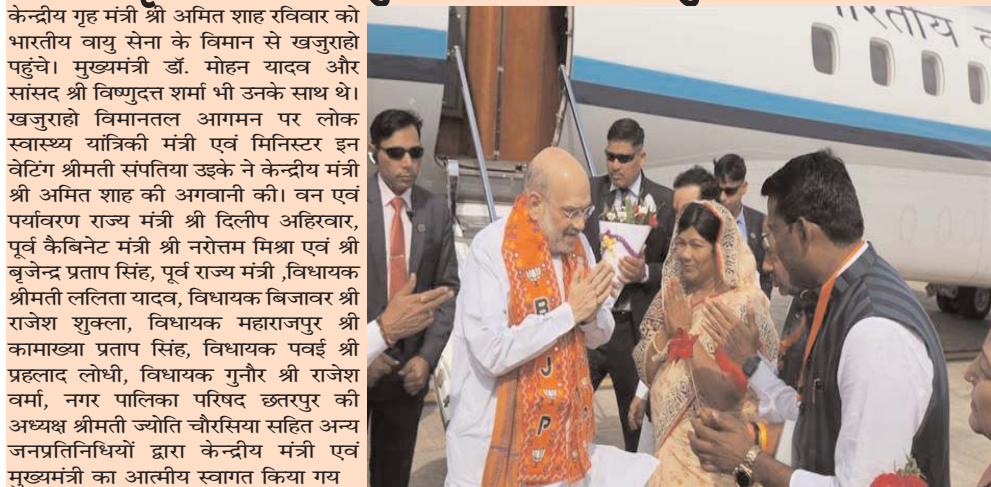 केन्द्रीय गृह मंत्री श्री अमित शाह रविवार को
भारतीय वायु सेना के विमान से खजुराहो
पहुंचे। मुख्यमंत्री डॉ. मोहन यादव और
सांसद श्री विष्णुदत्त शर्मा भी उनके साथ थे।
खजुराहो विमानतल आगमन पर लोक
स्वास्थ्य यांत्रिकी मंत्री एवं मिनिस्टर इन
वेटिंग श्रीमती संपतिया उइके ने केन्द्रीय मंत्री
श्री अमित शाह की अगवानी की। वन एवं
पर्यावरण राज्य मंत्री श्री दिलीप अहिरवार,
पूर्व कैबिनेट मंत्री श्री नरोत्तम मिश्रा एवं श्री
बृजेन्द्र प्रताप सिंह, पूर्व राज्य मंत्री ,विधायक
श्रीमती ललिता यादव, विधायक बिजावर श्री
राजेश शुक्ला, विधायक महाराजपुर श्री
कामाख्या प्रताप सिंह, विधायक पवई श्री
प्रहलाद लोधी, विधायक गुनौर श्री राजेश
वर्मा, नगर पालिका परिषद छतरपुर की
अध्यक्ष श्रीमती ज्योति चौरसिया सहित अन्य
जनप्रतिनिधियों द्वारा केन्द्रीय मंत्री एवं
मुख्यमंत्री का आत्मीय स्वागत किया गय
B
J
P